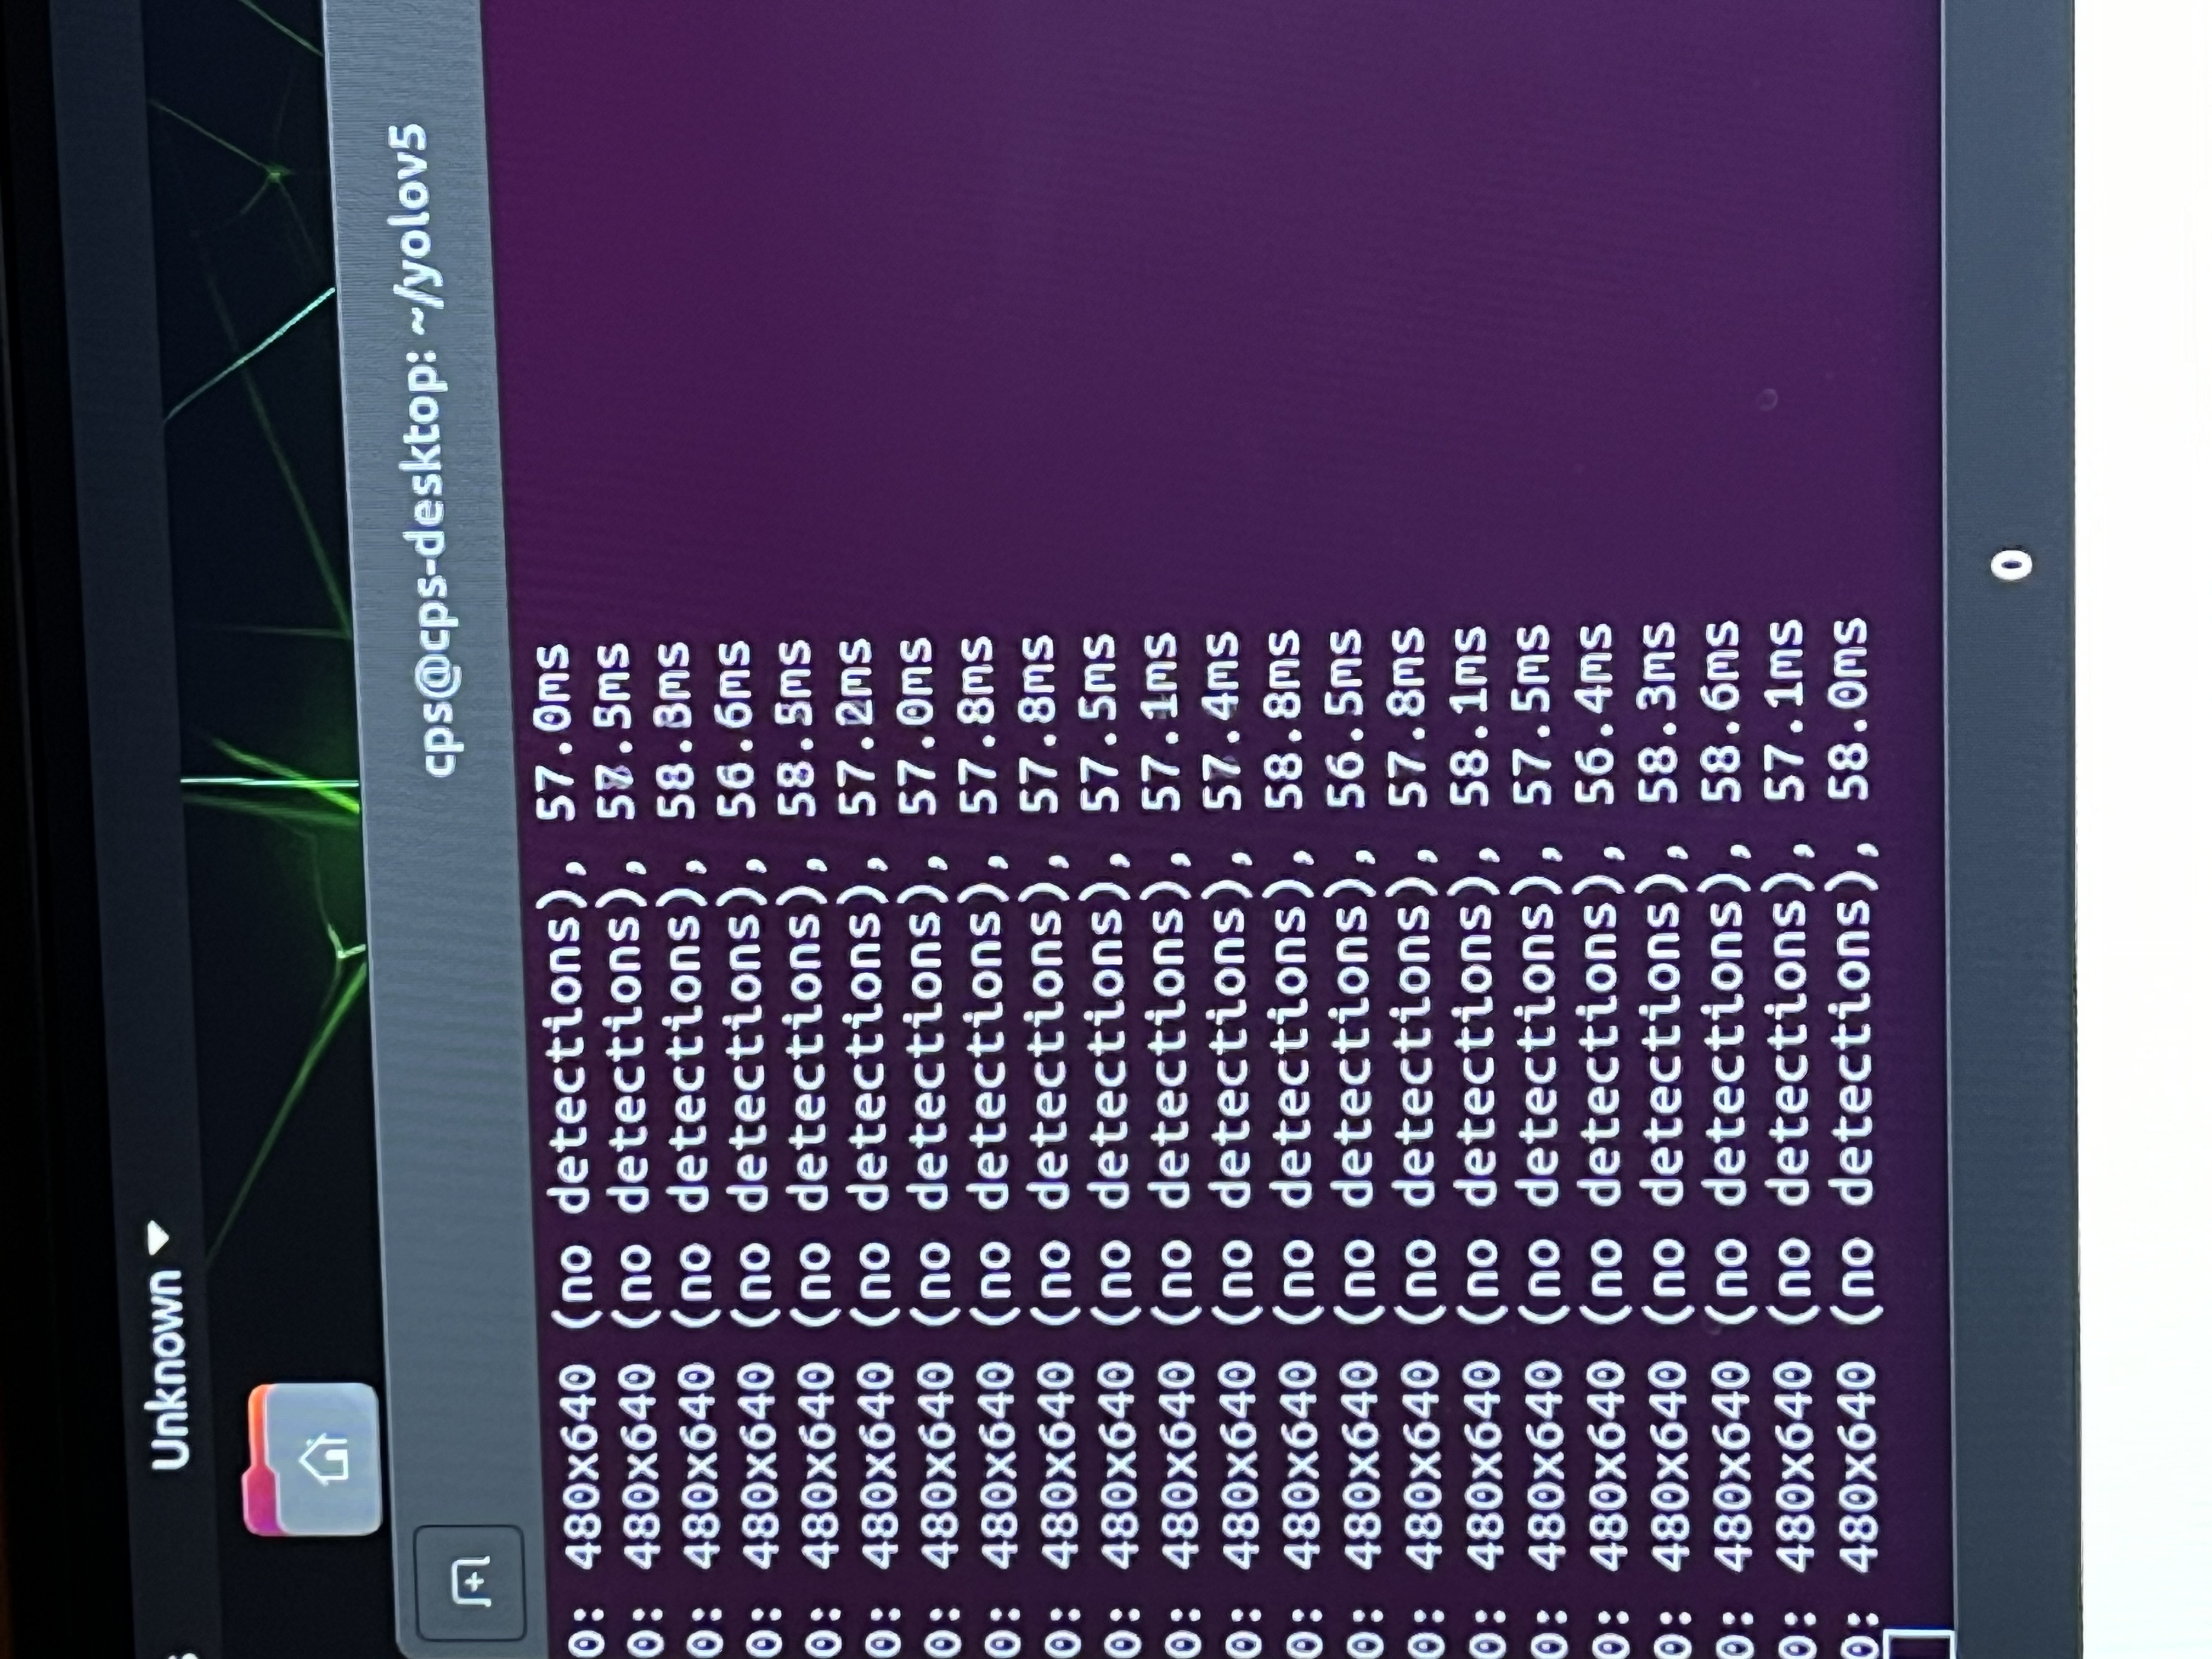 Unknown
cps@cps-desktop: ~/yolov5
0: 480x640 (no detections), 57.0ms
0: 480x640 (no detections), 57.5ms
0: 480x640 (no detections), 58.8ms
0: 480x640 (no detections), 56.6ms
0: 480x640 (no detections), 58.5ms
0: 480x640 (no detections), 57.2ms
0: 480x640 (no detections), 57.0ms
0: 480x640 (no detections), 57.8ms
0: 480x640 (no detections), 57.8ms
0: 480x640 (no detections), 57.5ms
0: 480x640 (no detections), 57.1ms
0: 480x640 (no detections), 57.4ms
0: 480x640 (no detections), 58.8ms
0: 480x640 (no detections), 56.5ms
0: 480x640 (no detections), 57.8ms
0: 480x640 (no detections), 58.1ms
0: 480x640 (no detections), 57.5ms
0: 480x640 (no detections), 56.4ms
0: 480x640 (no detections), 58.3ms
0: 480x640 (no detections), 58.6ms
0: 480x640 (no detections), 57.1ms
0: 480x640 (no detections), 58.0ms
0